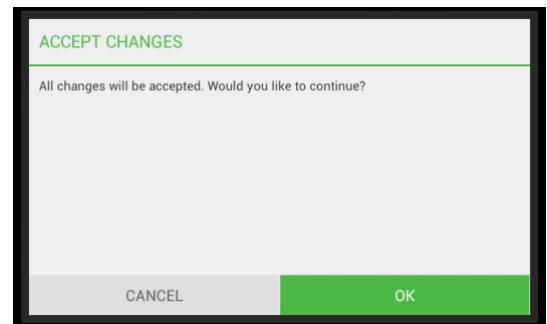 ACCEPT CHANGES
All changes will be accepted. Would you like to continue?
CANCEL
OK